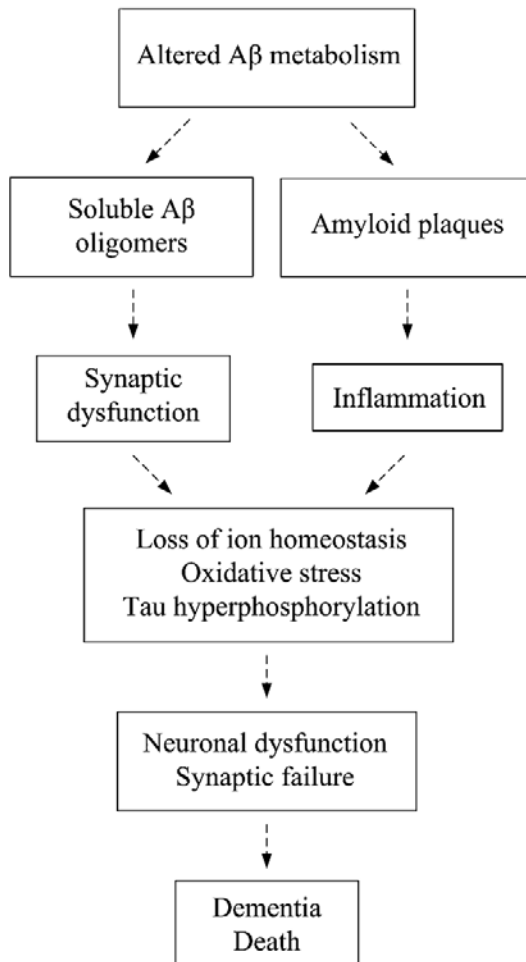 Altered Aβ metabolism
Soluble Aβ
oligomers
Amyloid plaques
Synaptic
dysfunction
Inflammation
Loss of ion homeostasis
Oxidative stress
Tau hyperphosphorylation
Neuronal dysfunction
Synaptic failure
Dementia
Death